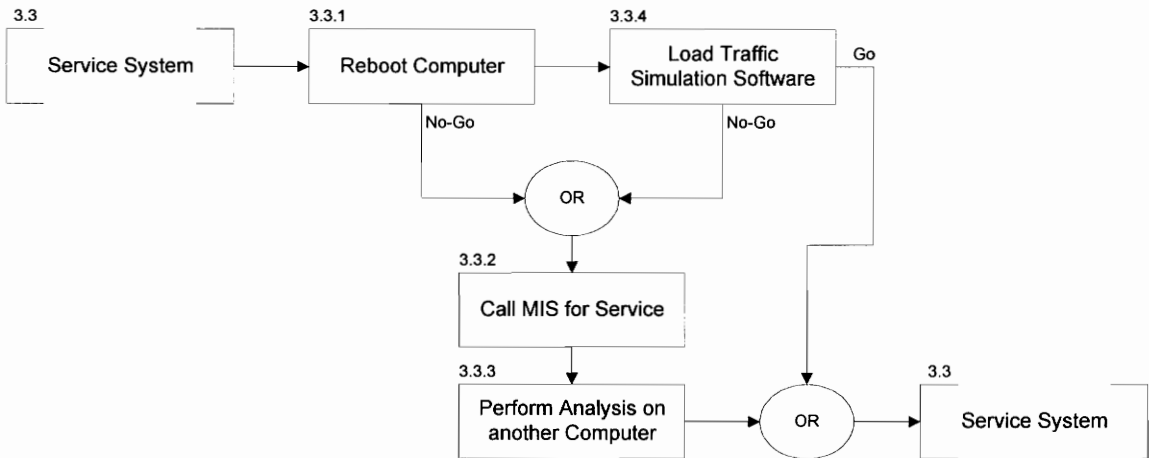 3.3
Service System
3.3.1
Reboot Computer
No-Go
3.3.4
Load Traffic
Simulation Software
Go
No-Go
OR
3.3.2
Call MIS for Service
3.3.3
Perform Analysis on
another Computer
OR
3.3
Service System